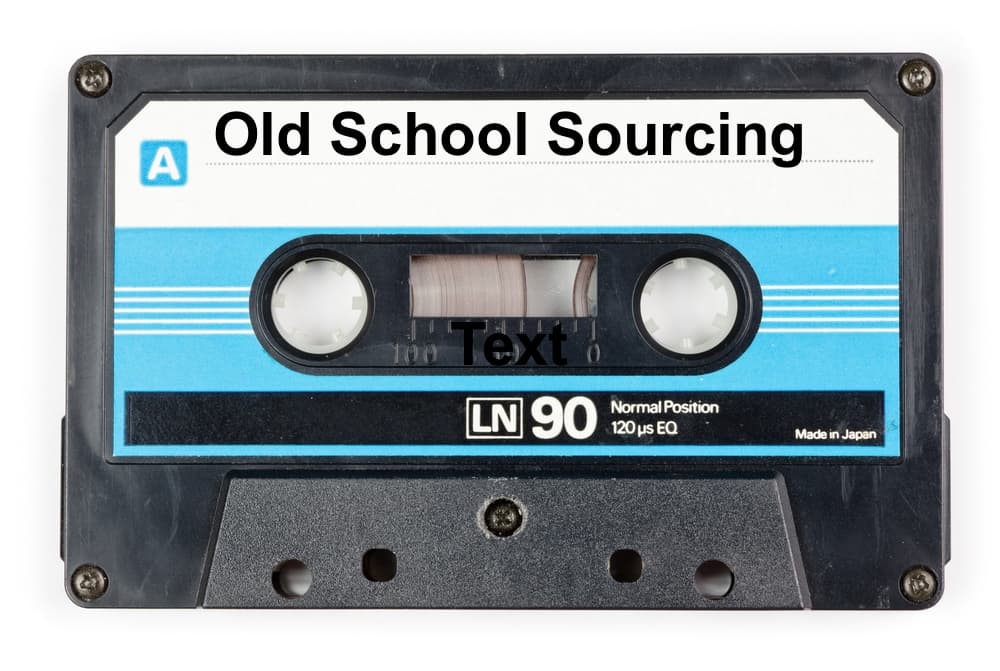 Old School Sourcing
A
100 Text 0
LN 90 Normal Position
120 µs EQ
Made in Japan